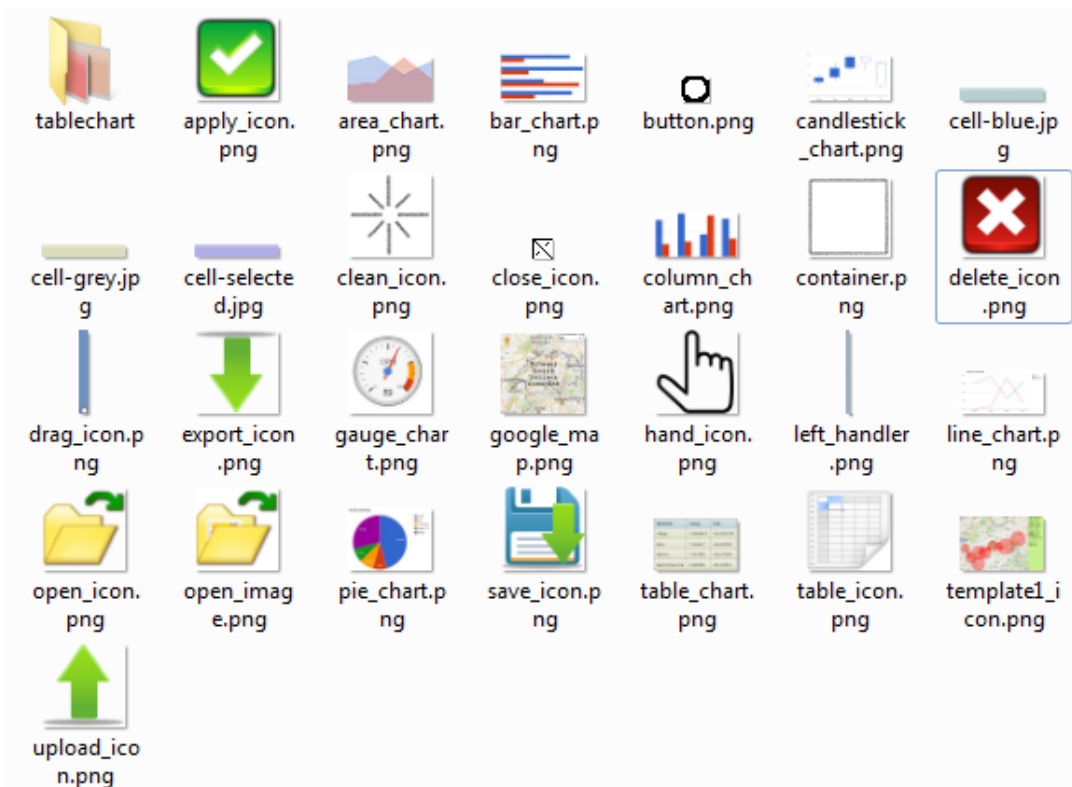 tablechart
apply_icon.
png
area_chart.
png
bar_chart.p
ng
button.png
candlestick
_chart.png
cell-blue.jp
g
cell-grey.jp
g
cell-selecte
d.jpg
clean_icon.
png
close_icon.
png
column_ch
art.png
container.p
ng
delete_icon
.png
drag_icon.p
ng
export_icon
.png
gauge_char
t.png
google_ma
p.png
hand_icon.
png
left_handler
.png
line_chart.p
ng
open_icon.
png
open_imag
e.png
pie_chart.p
ng
save_icon.p
ng
table_chart.
png
table_icon.
png
template1_i
con.png
upload_ico
n.png